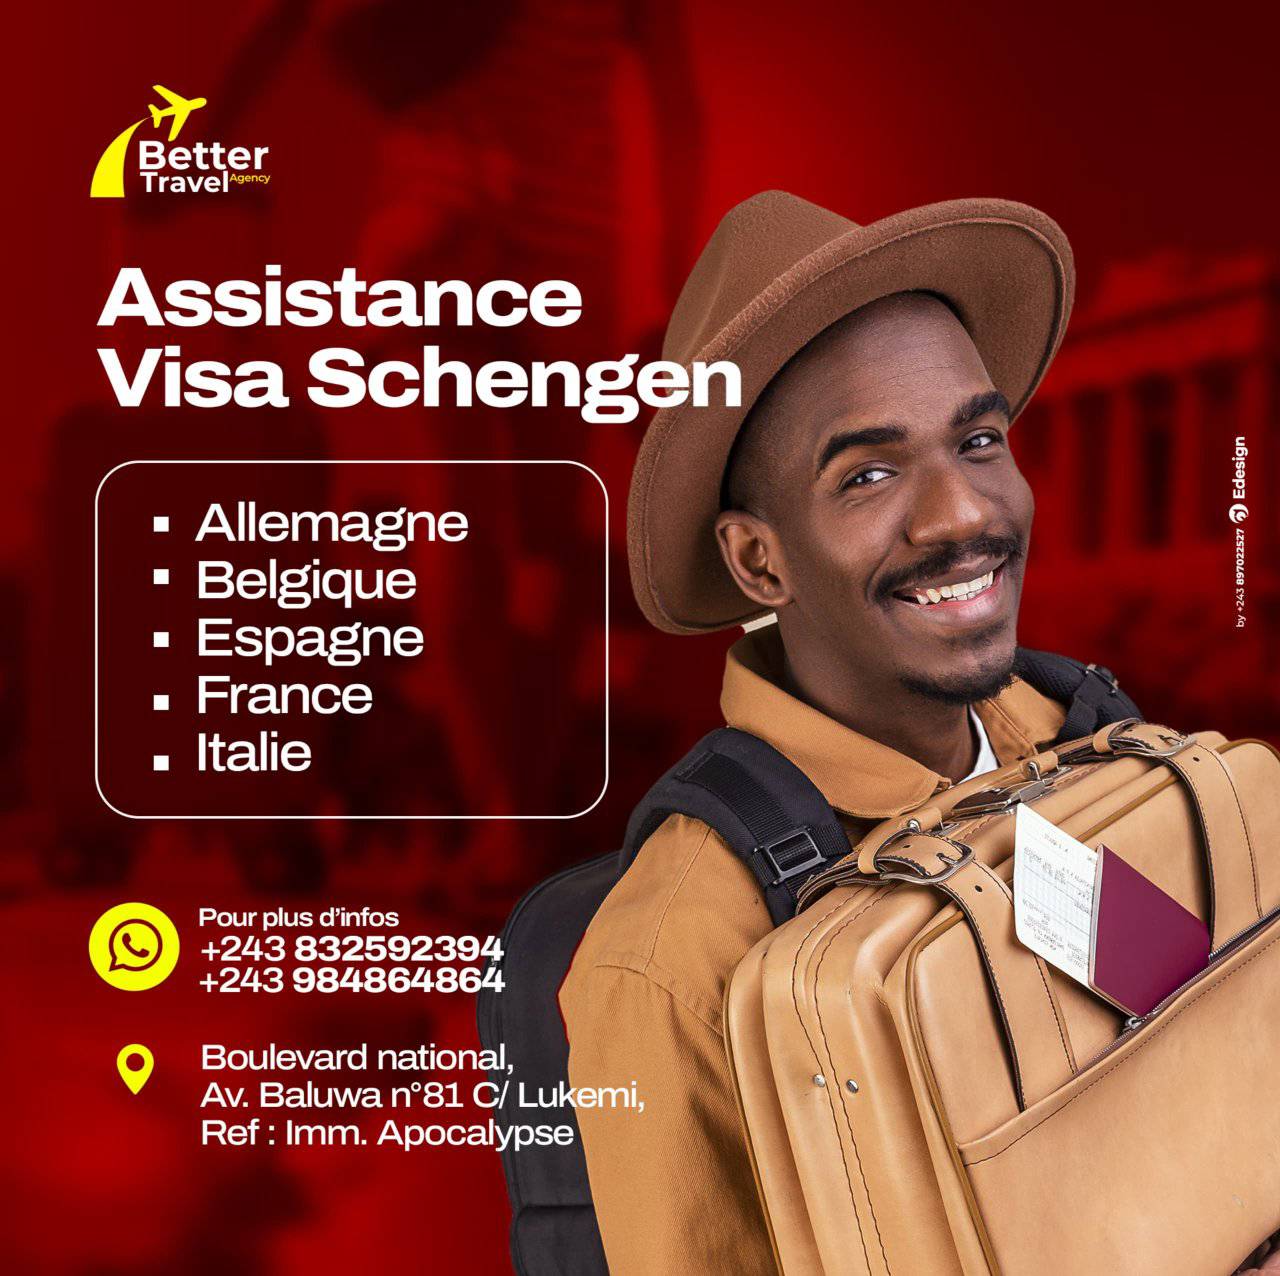 Better
Travel Agency
Assistance
Visa Schengen
Allemagne
Belgique
Espagne
France
Italie
Pour plus d'infos
+243 832592394
+243 984864864
Boulevard national,
Av. Baluwa n°81 C/ Lukemi,
Ref : Imm. Apocalypse
by +243 897022527 Edesign